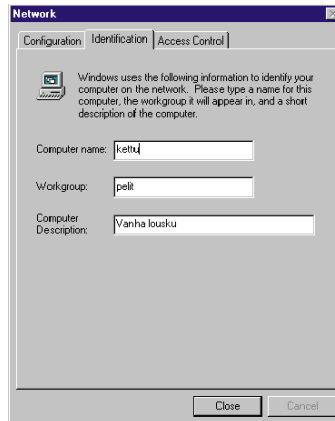 Network
Configuration Identification Access Control
Windows uses the following information to identify your
computer on the network. Please type a name for this
computer, the workgroup it will appear in, and a short
description of the computer.
Computer name: kettu
Workgroup: pelit
Computer
Description: Vanha lousku
Close Cancel